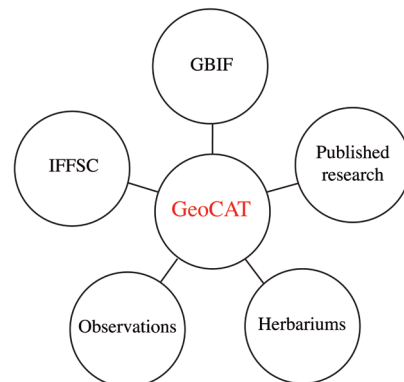 GBIF
IFFSC
Published
research
GeoCAT
Observations
Herbariums